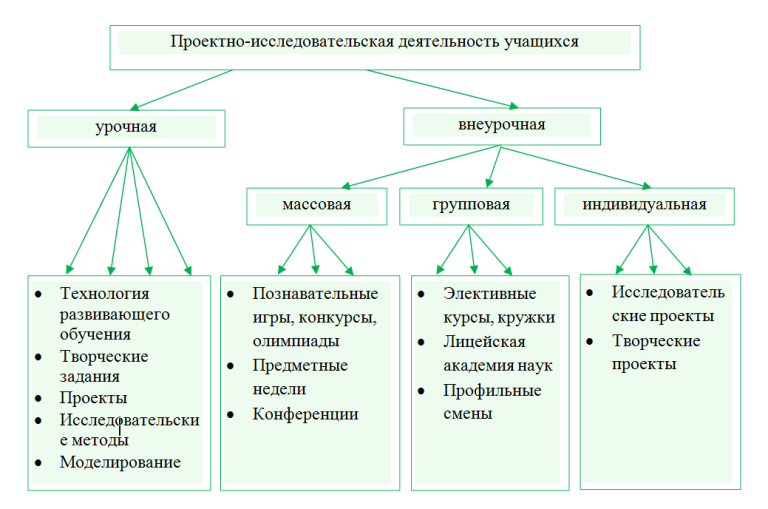 Проектно-исследовательская деятельность учащихся
урочная
внеурочная
массовая
групповая
индивидуальная
• Технология
развивающего
обучения
• Творческие
задания
• Проекты
• Исследовательски
е методы
• Моделирование
• Познавательные
игры, конкурсы,
олимпиады
• Предметные
недели
• Конференции
• Элективные
курсы, кружки
• Лицейская
академия наук
• Профильные
смены
• Исследователь
ские проекты
• Творческие
проекты